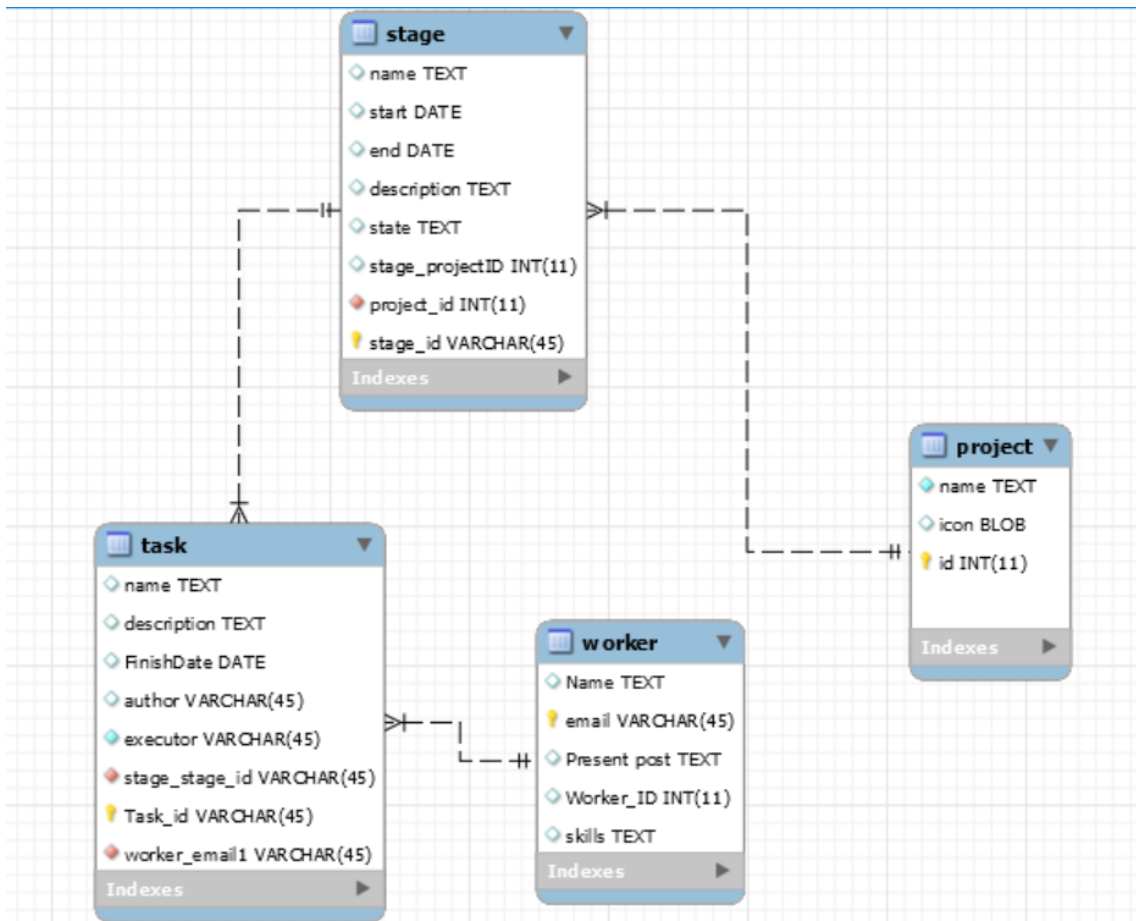 stage
name TEXT
start DATE
end DATE
description TEXT
state TEXT
stage_projectID INT(11)
project_id INT(11)
stage_id VARCHAR(45)
Indexes
project
name TEXT
icon BLOB
id INT(11)
Indexes
task
name TEXT
description TEXT
FinishDate DATE
author VARCHAR(45)
executor VARCHAR(45)
stage_stage_id VARCHAR(45)
Task_id VARCHAR(45)
worker_email1 VARCHAR(45)
Indexes
worker
Name TEXT
email VARCHAR(45)
Present post TEXT
Worker_ID INT(11)
skills TEXT
Indexes